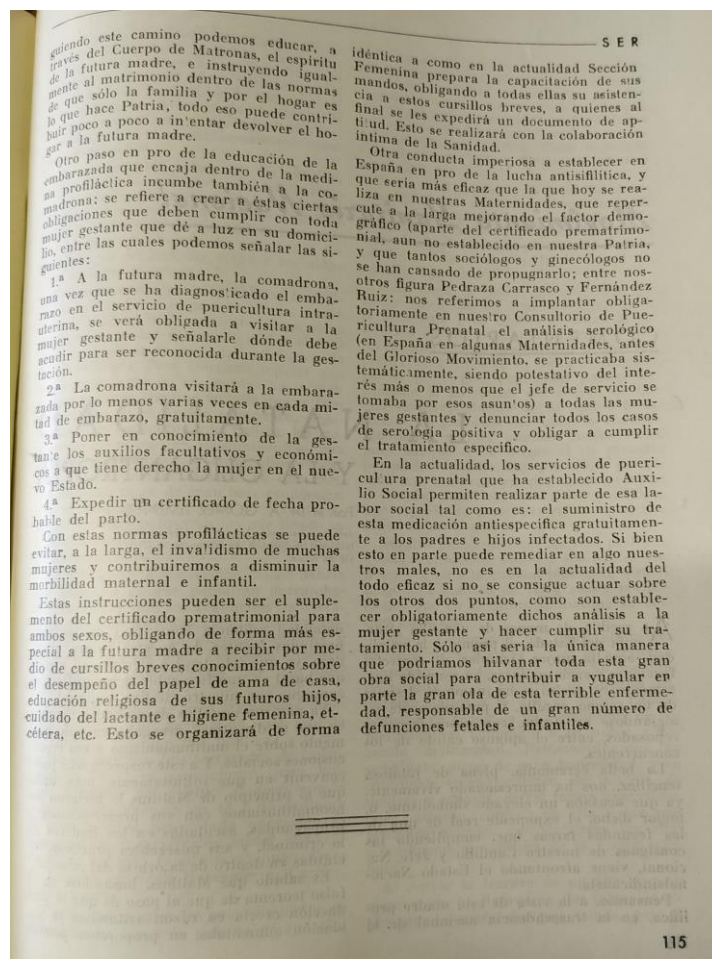 SER
guiendo este camino podemos educar, a
través del Cuerpo de Matronas, el espíritu
de la futura madre, e instruyendo igual-
mente al matrimonio dentro de las normas
de que sólo la familia y por el hogar es
lo que hace Patria, todo eso puede contri-
buir poco a poco a in'entar devolver el ho-
gar a la futura madre.
Otro paso en pro de la educación de la
embarazada que encaja dentro de la medi-
na profiláctica incumbe también a la co-
madrona; se refiere a crear a éstas ciertas
obligaciones que deben cumplir con toda
mujer gestante que dé a luz en su domici-
lio, entre las cuales podemos señalar las si-
guientes:
1.ª A la futura madre, la comadrona,
una vez que se ha diagnos'icado el emba-
razo en el servicio de puericultura intra-
uterina, se verá obligada a visitar a la
mujer gestante y señalarle dónde debe
acudir para ser reconocida durante la ges-
tación.
2ª La comadrona visitará a la embara-
zada por lo menos varias veces en cada mi-
tad de embarazo, gratuitamente.
3.ª Poner en conocimiento de la ges-
tan'e los auxilios facultativos y económi-
cos a que tiene derecho la mujer en el nue-
vo Estado.
4.ª Expedir un certificado de fecha pro-
bable del parto.
Con estas normas profilácticas se puede
evitar, a la larga, el inva'idismo de muchas
mujeres y contribuiremos a disminuir la
morbilidad maternal e infantil.
Estas instrucciones pueden ser el suple-
mento del certificado prematrimonial para
ambos sexos, obligando de forma más es-
pecial a la futura madre a recibir por me-
dio de cursillos breves conocimientos sobre
el desempeño del papel de ama de casa,
educación religiosa de sus futuros hijos,
cuidado del lactante e higiene femenina, et-
cétera, etc. Esto se organizará de forma
idéntica a como en la actualidad Sección
Femenina prepara la capacitación de sus
mandos, obligando a todas ellas su asisten-
cia a estos cursillos breves, a quienes al
final se les expedirá un documento de ap-
ti ud. Esto se realizará con la colaboración
íntima de la Sanidad.
Otra conducta imperiosa a establecer en
España en pro de la lucha antisifilítica, y
que sería más eficaz que la que hoy se rea-
liza en nuestras Maternidades, que reper-
cute a la larga mejorando el factor demo-
gráfico (aparte del certificado prematrimo-
nial, aun no establecido en nuestra Patria,
y que tantos sociólogos y ginecólogos no
se han cansado de propugnarlo; entre nos-
otros figura Pedraza Carrasco y Fernández
Ruiz: nos referimos a implantar obliga-
toriamente en nues'ro Consultorio de Pue-
ricultura Prenatal el análisis serológico
(en España en algunas Maternidades, antes
del Glorioso Movimiento, se practicaba sis-
temáticamente, siendo potestativo del inte-
rés más o menos que el jefe de servicio se
tomaba por esos asun'os) a todas las mu-
jeres gestantes y denunciar todos los casos
de sero'ogia positiva y obligar a cumplir
el tratamiento específico.
En la actualidad, los servicios de pueri-
cul ura prenatal que ha establecido Auxi-
lio Social permiten realizar parte de esa la-
bor social tal como es: el suministro de
esta medicación antiespecifica gratuitamen-
te a los padres e hijos infectados. Si bien
esto en parte puede remediar en algo nues-
tros males, no es en la actualidad del
todo eficaz si no se consigue actuar sobre
los otros dos puntos, como son estable-
cer obligatoriamente dichos análisis a la
mujer gestante y hacer cumplir su tra-
tamiento. Sólo así sería la única manera
que podríamos hilvanar toda esta gran
obra social para contribuir a yugular en
parte la gran ola de esta terrible enferme-
dad, responsable de un gran número de
defunciones fetales e infantiles.
115